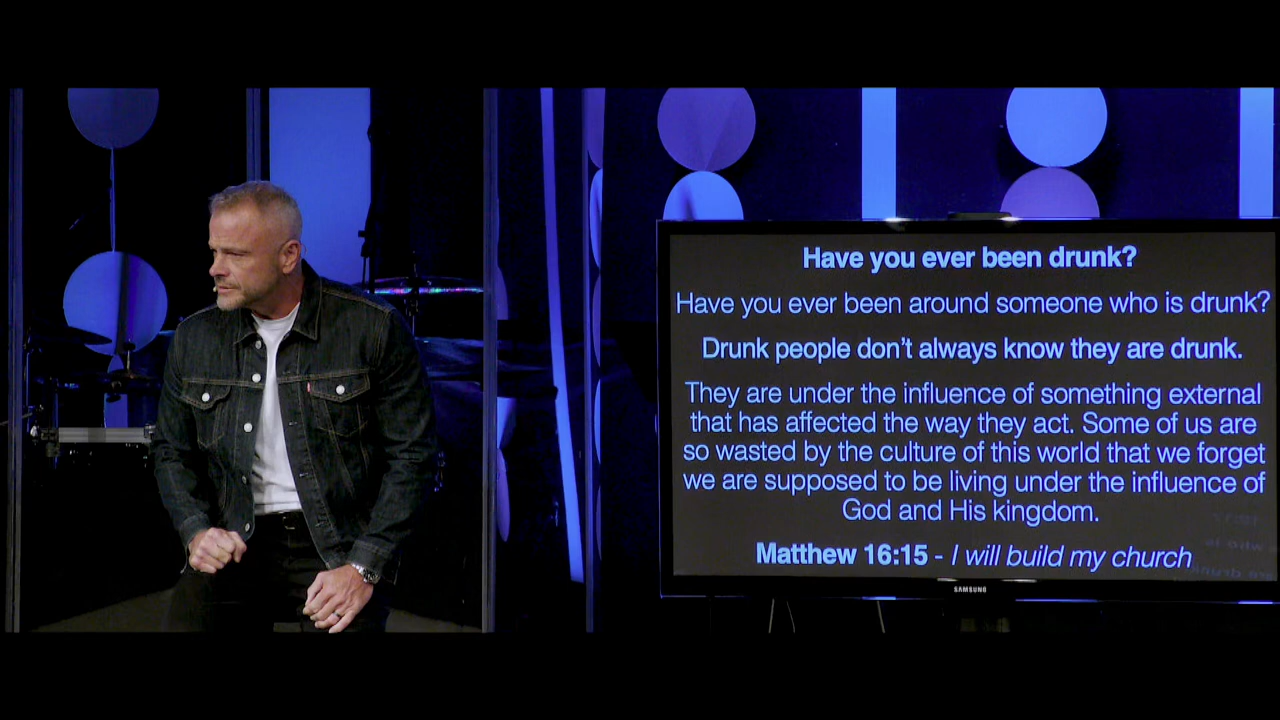 Have you ever been drunk?
Have you ever been around someone who is drunk?
Drunk people don't always know they are drunk.
They are under the influence of something external
that has affected the way they act. Some of us are
so wasted by the culture of this world that we forget
we are supposed to be living under the influence of
God and His kingdom.
Matthew 16:15 - I will build my church
SAMSUNG